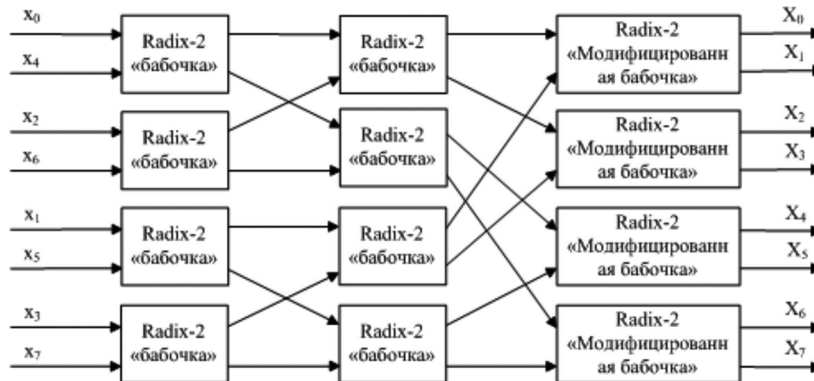 x₀
x₄
x₂
x₆
x₁
x₅
x₃
x₇
Radix-2
«бабочка»
Radix-2
«бабочка»
Radix-2
«бабочка»
Radix-2
«бабочка»
Radix-2
«бабочка»
Radix-2
«бабочка»
Radix-2
«бабочка»
Radix-2
«бабочка»
Radix-2
«Модифицированн
ая бабочка»
Radix-2
«Модифицированн
ая бабочка»
Radix-2
«Модифицированн
ая бабочка»
Radix-2
«Модифицированн
ая бабочка»
X₀
X₁
X₂
X₃
X₄
X₅
X₆
X₇